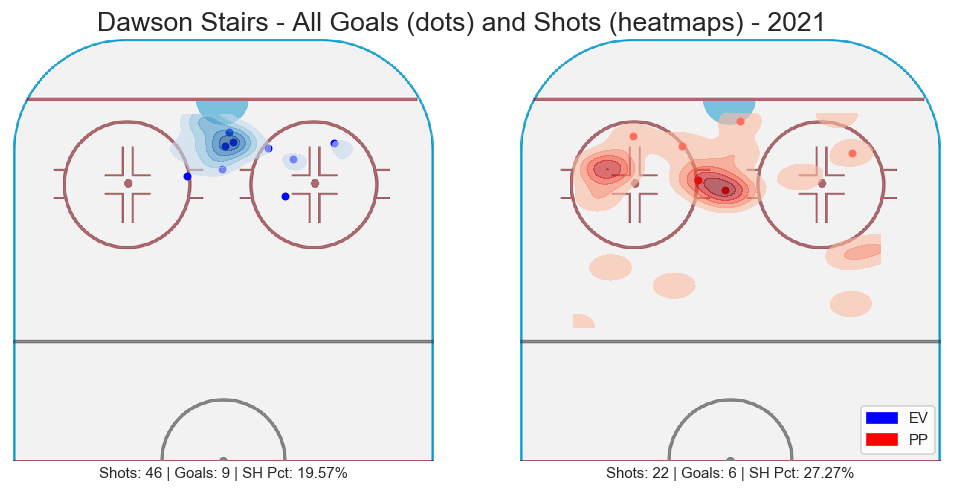 Dawson Stairs - All Goals (dots) and Shots (heatmaps) - 2021
EV
PP
Shots: 46 | Goals: 9 | SH Pct: 19.57%
Shots: 22 | Goals: 6 | SH Pct: 27.27%